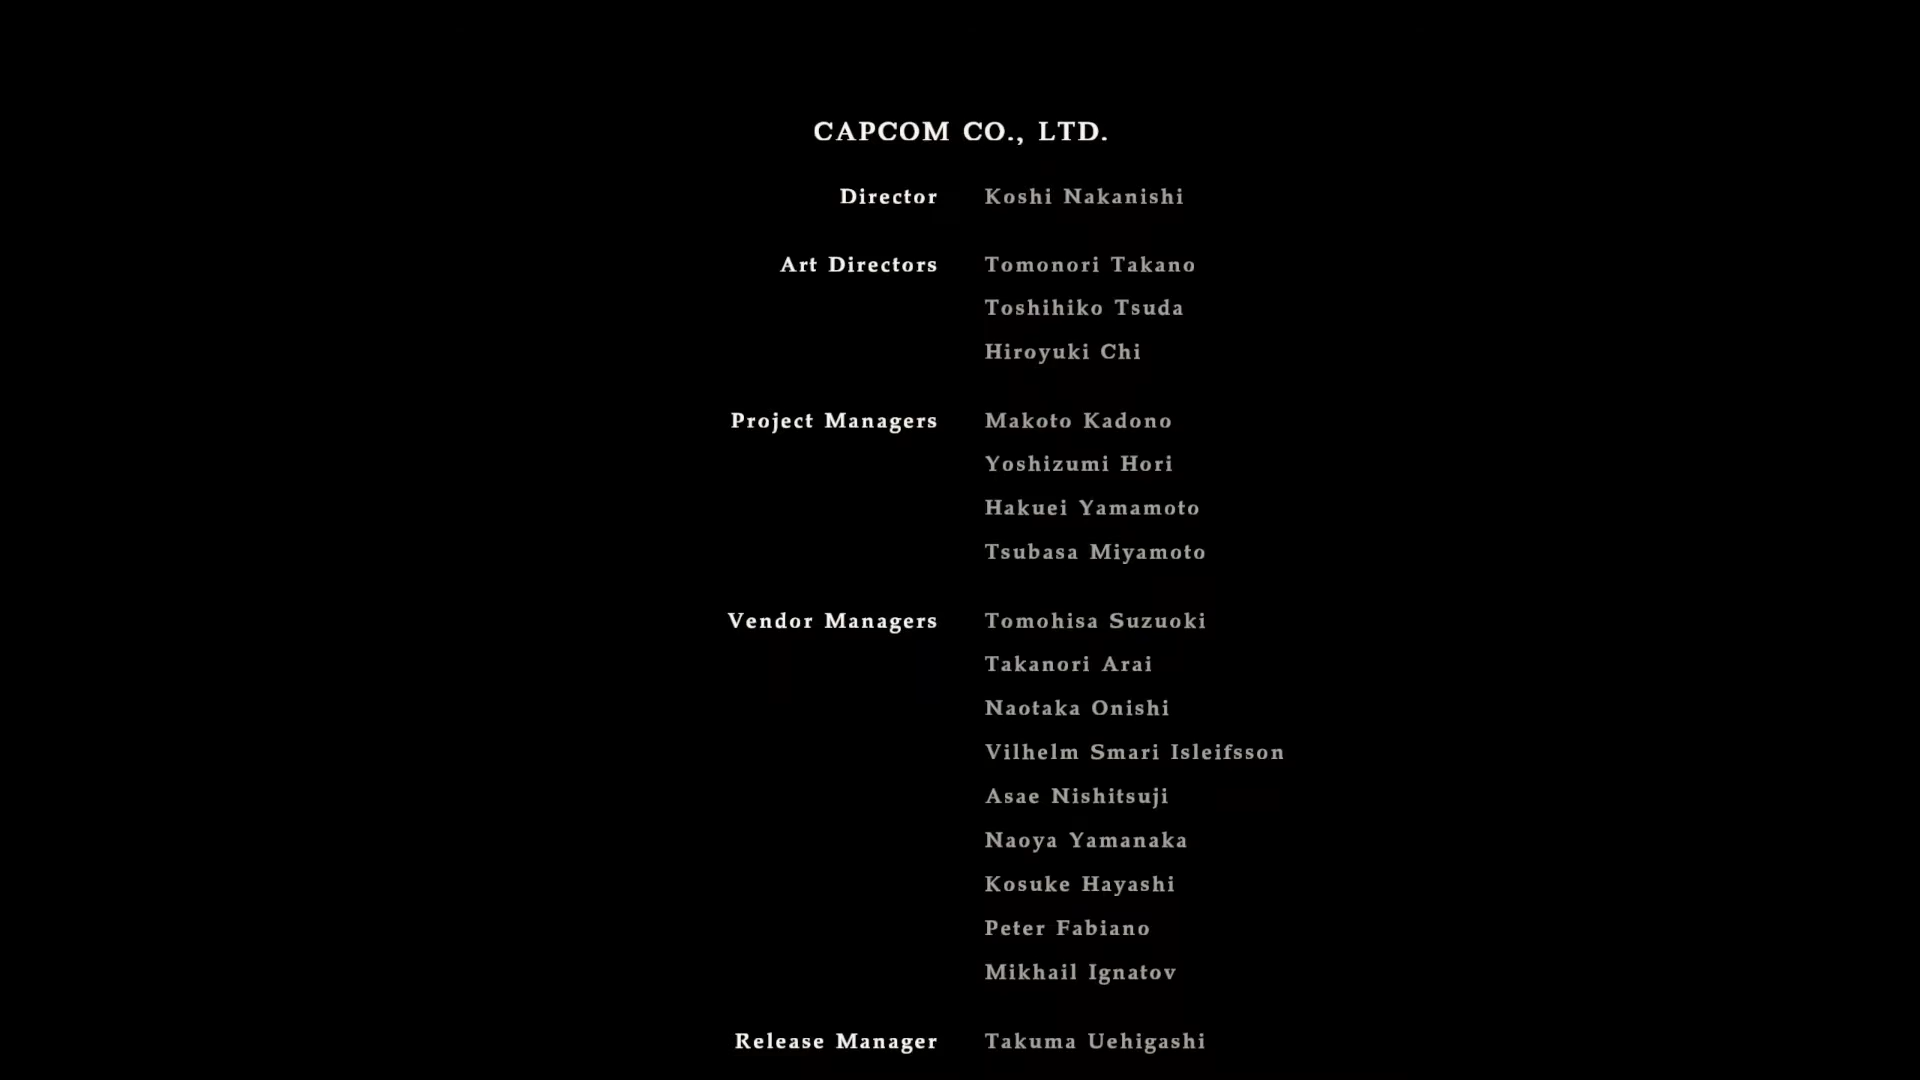 CAPCOM CO., LTD.
Director Koshi Nakanishi
Art Directors Tomonori Takano
Toshihiko Tsuda
Hiroyuki Chi
Project Managers Makoto Kadono
Yoshizumi Hori
Hakuei Yamamoto
Tsubasa Miyamoto
Vendor Managers Tomohisa Suzuoki
Takanori Arai
Naotaka Onishi
Vilhelm Smari Isleifsson
Asae Nishitsuji
Naoya Yamanaka
Kosuke Hayashi
Peter Fabiano
Mikhail Ignatov
Release Manager Takuma Uehigashi